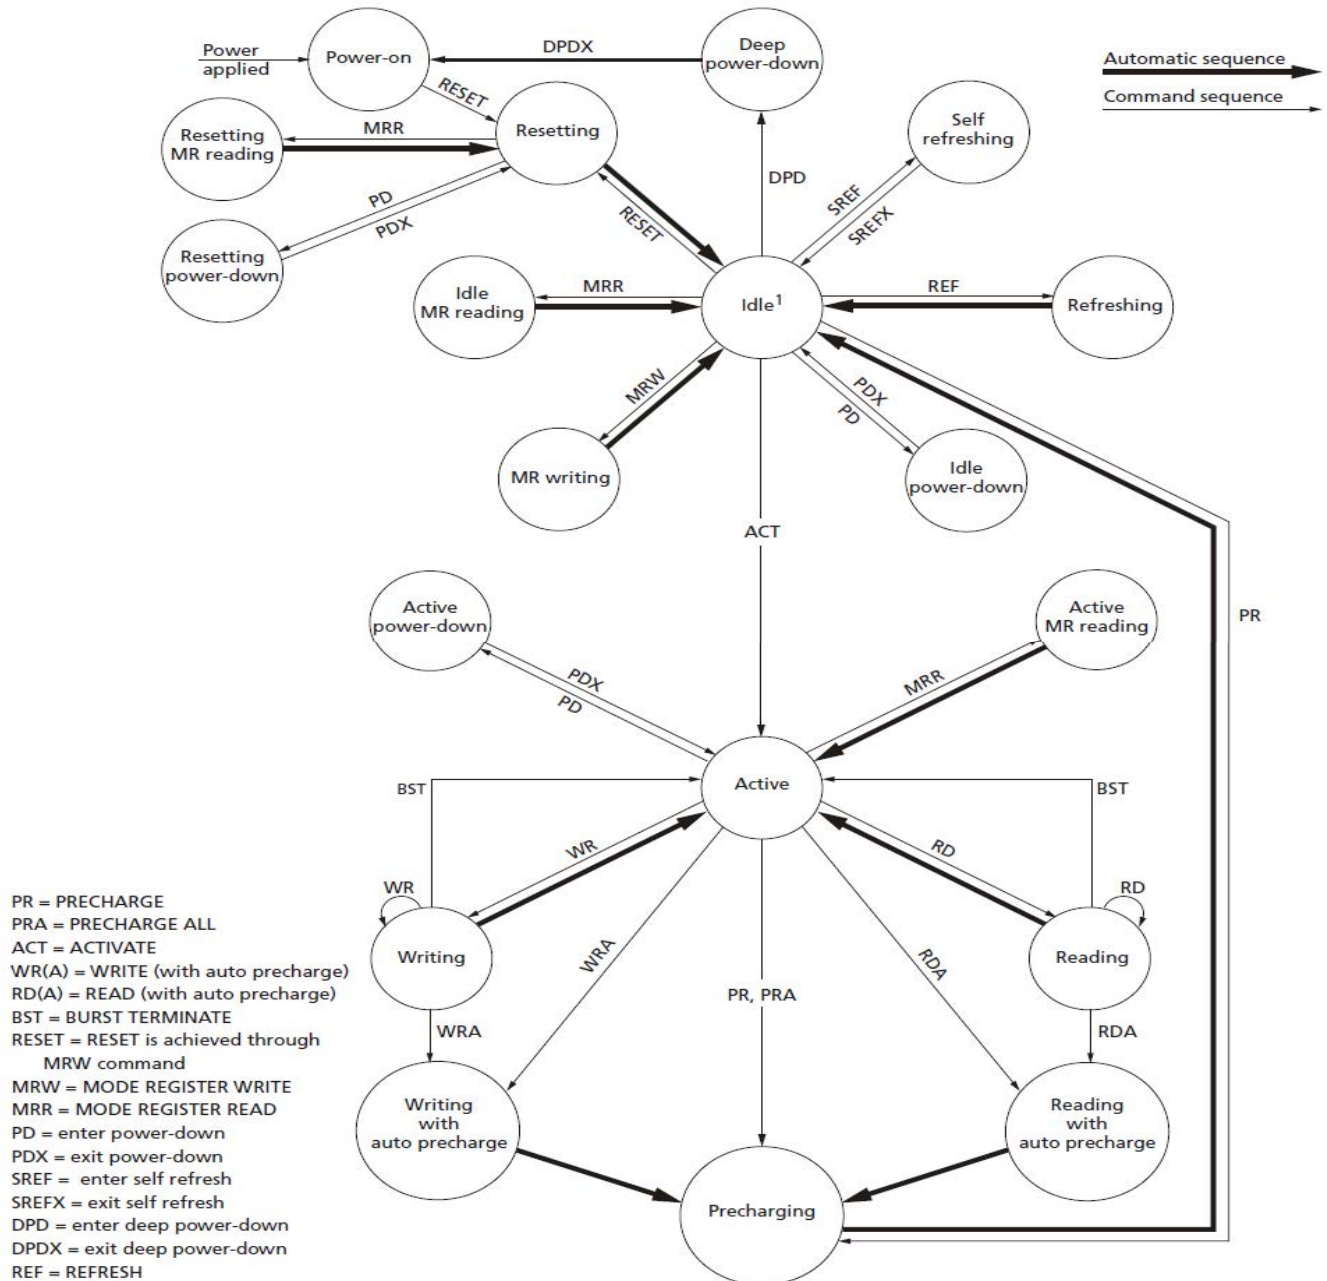 Power
applied
Power-on
DPDX
Deep
power-down
Automatic sequence
Command sequence
RESET
Resetting
MR reading
MRR
Resetting
Self
refreshing
DPD
SREF
SREFX
PD
PDX
RESET
Resetting
power-down
Idle
MR reading
MRR
Idle1
REF
Refreshing
MRW
PDX
PD
MR writing
Idle
power-down
ACT
Active
power-down
Active
MR reading
PR
PDX
PD
MRR
BST
Active
BST
WR
RD
WR
RD
Writing
Reading
WRA
RDA
PR, PRA
WRA
RDA
Writing
with
auto precharge
Reading
with
auto precharge
Precharging
PR = PRECHARGE
PRA = PRECHARGE ALL
ACT = ACTIVATE
WR(A) = WRITE (with auto precharge)
RD(A) = READ (with auto precharge)
BST = BURST TERMINATE
RESET = RESET is achieved through
MRW command
MRW = MODE REGISTER WRITE
MRR = MODE REGISTER READ
PD = enter power-down
PDX = exit power-down
SREF = enter self refresh
SREFX = exit self refresh
DPD = enter deep power-down
DPDX = exit deep power-down
REF = REFRESH